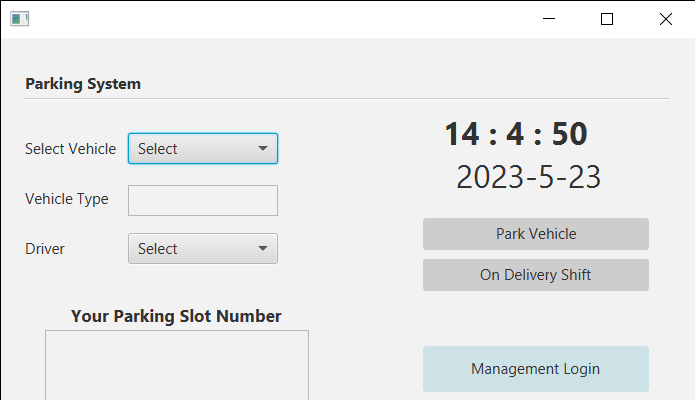 Parking System
Select Vehicle Select
Vehicle Type
Driver Select
Your Parking Slot Number
14 : 4 : 50
2023-5-23
Park Vehicle
On Delivery Shift
Management Login